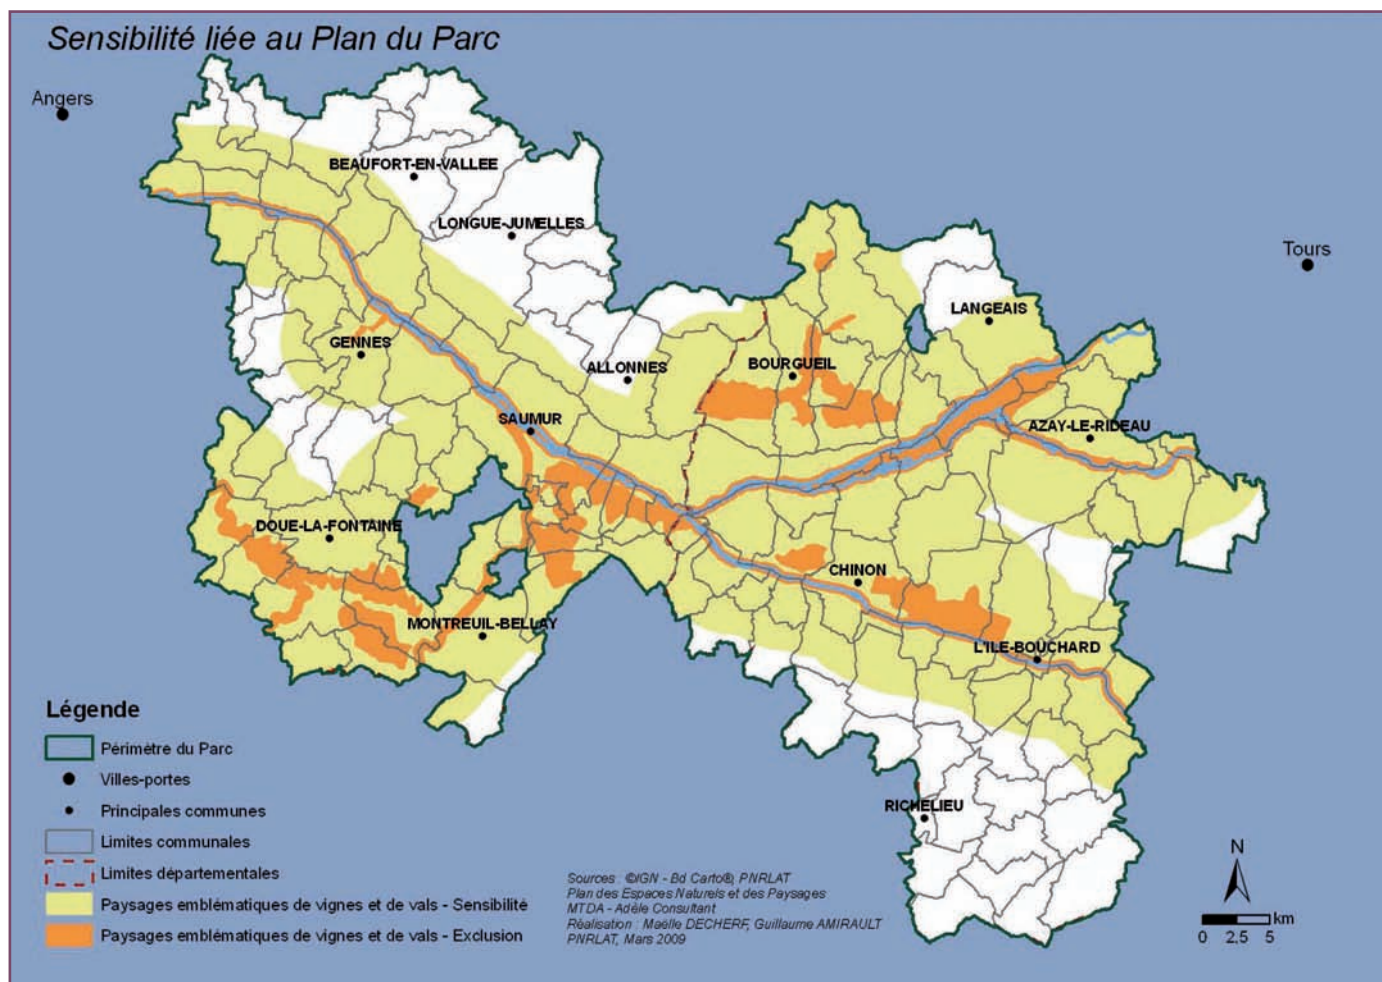 Sensibilité liée au Plan du Parc
Angers
BEAUFORT-EN-VALLEE
LONGUE-JUMELLES
Tours
LANGEAIS
GENNES
ALLONNES
BOURGUEIL
SAUMUR
AZAY-LE-RIDEAU
DOUE-LA-FONTAINE
CHINON
MONTREUIL-BELLAY
L'ILE-BOUCHARD
RICHELIEU
Légende
Périmètre du Parc
Villes-portes
Principales communes
Limites communales
Limites départementales
Paysages emblématiques de vignes et de vals - Sensibilité
Paysages emblématiques de vignes et de vals - Exclusion
Sources : ©IGN - Bd Carto®, PNRLAT
Plan des Espaces Naturels et des Paysages
MTDA - Adèle Consultant
Réalisation : Maëlle DECHERF, Guillaume AMIRAULT
PNRLAT, Mars 2009
N
km
0 2,5 5